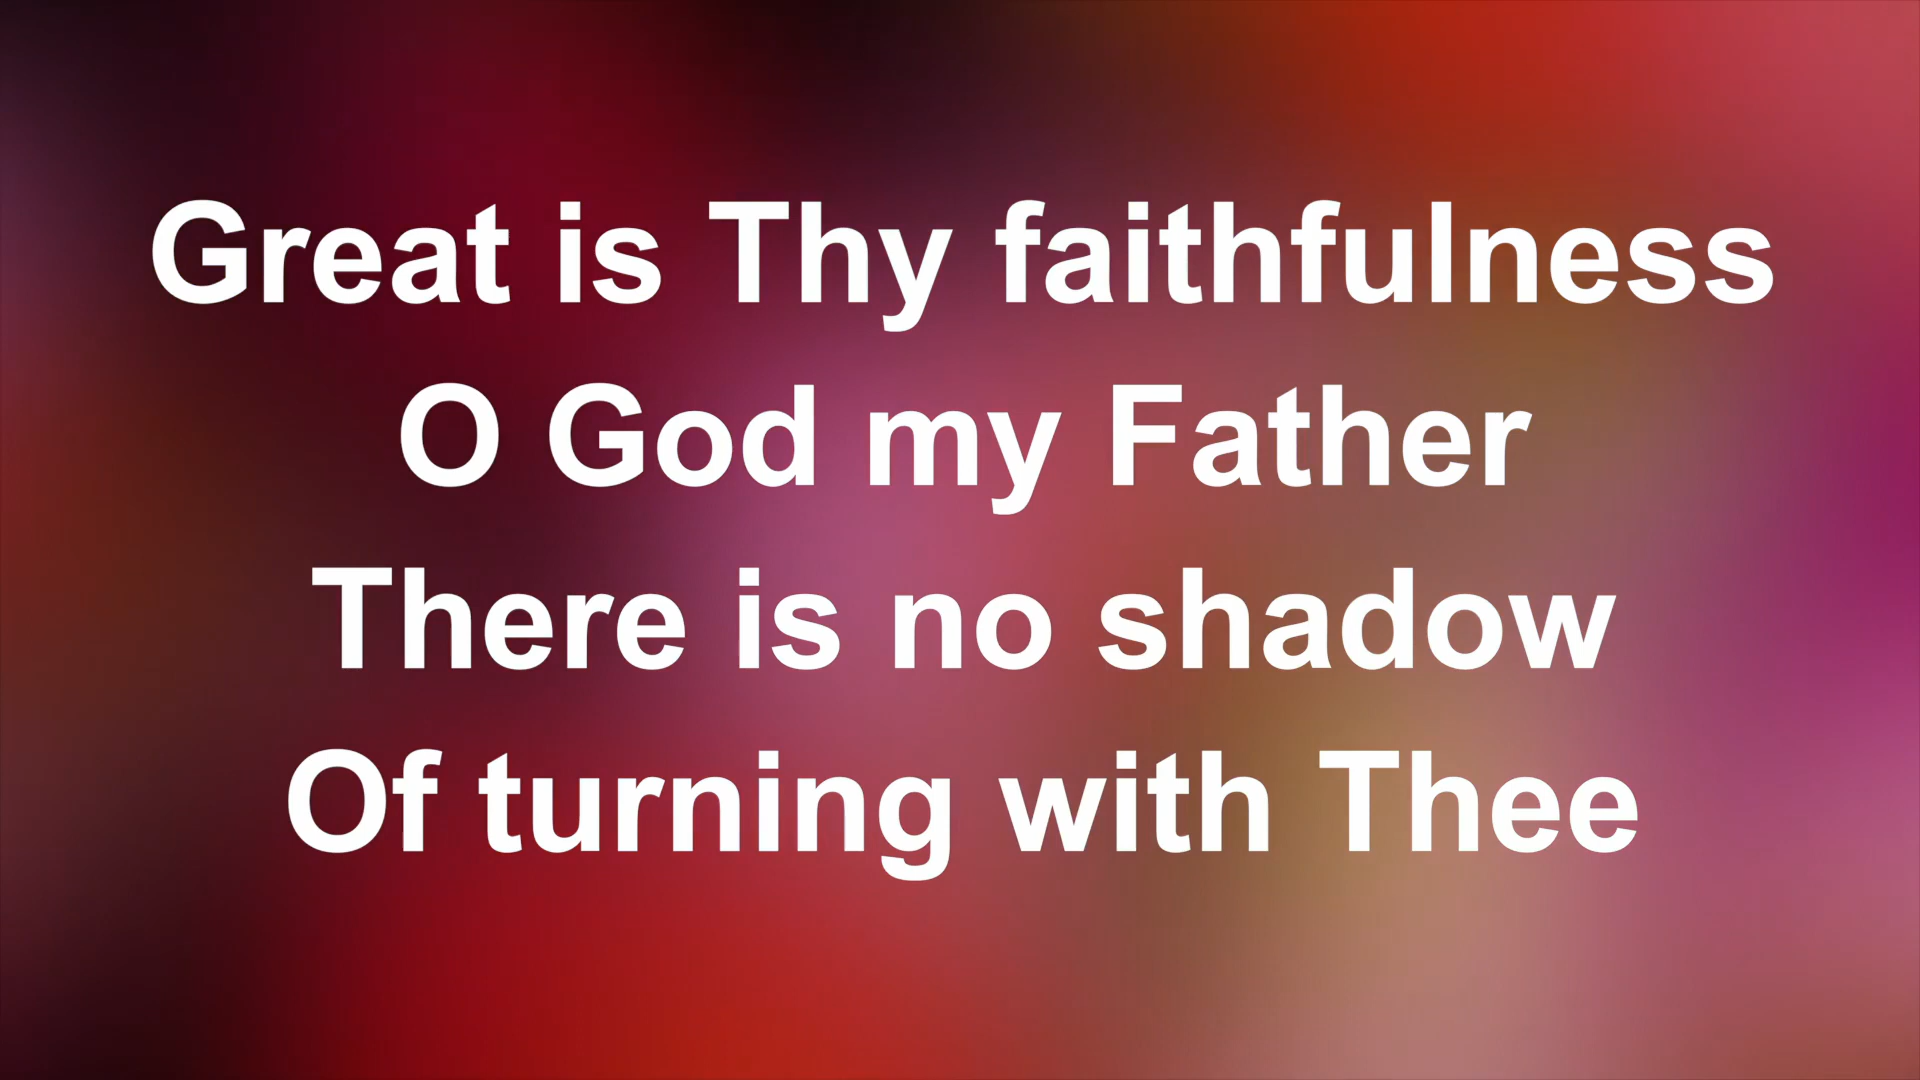 Great is Thy faithfulness
O God my Father
There is no shadow
Of turning with Thee